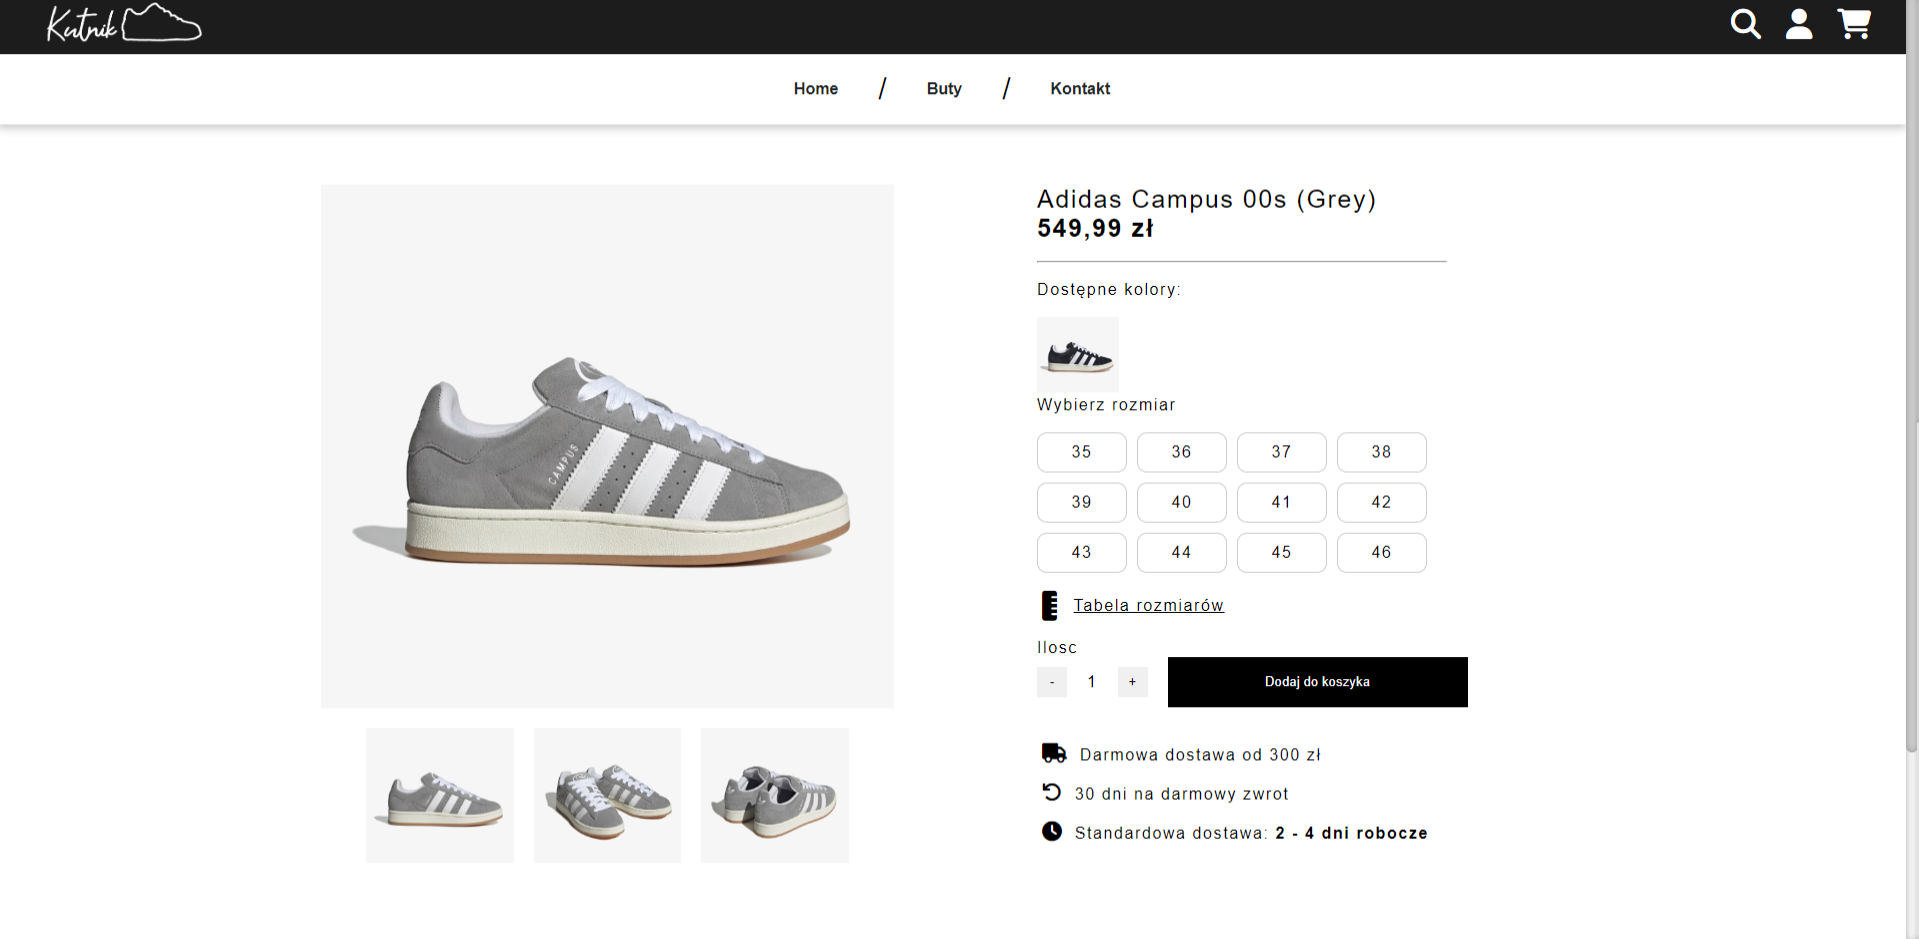 Kutnik
Home / Buty / Kontakt
Adidas Campus 00s (Grey)
549,99 zł
Dostępne kolory:
CAMPUS
Wybierz rozmiar
35 36 37 38
39 40 41 42
43 44 45 46
Tabela rozmiarów
Ilosc
- 1 + Dodaj do koszyka
Darmowa dostawa od 300 zł
30 dni na darmowy zwrot
Standardowa dostawa: 2 - 4 dni robocze